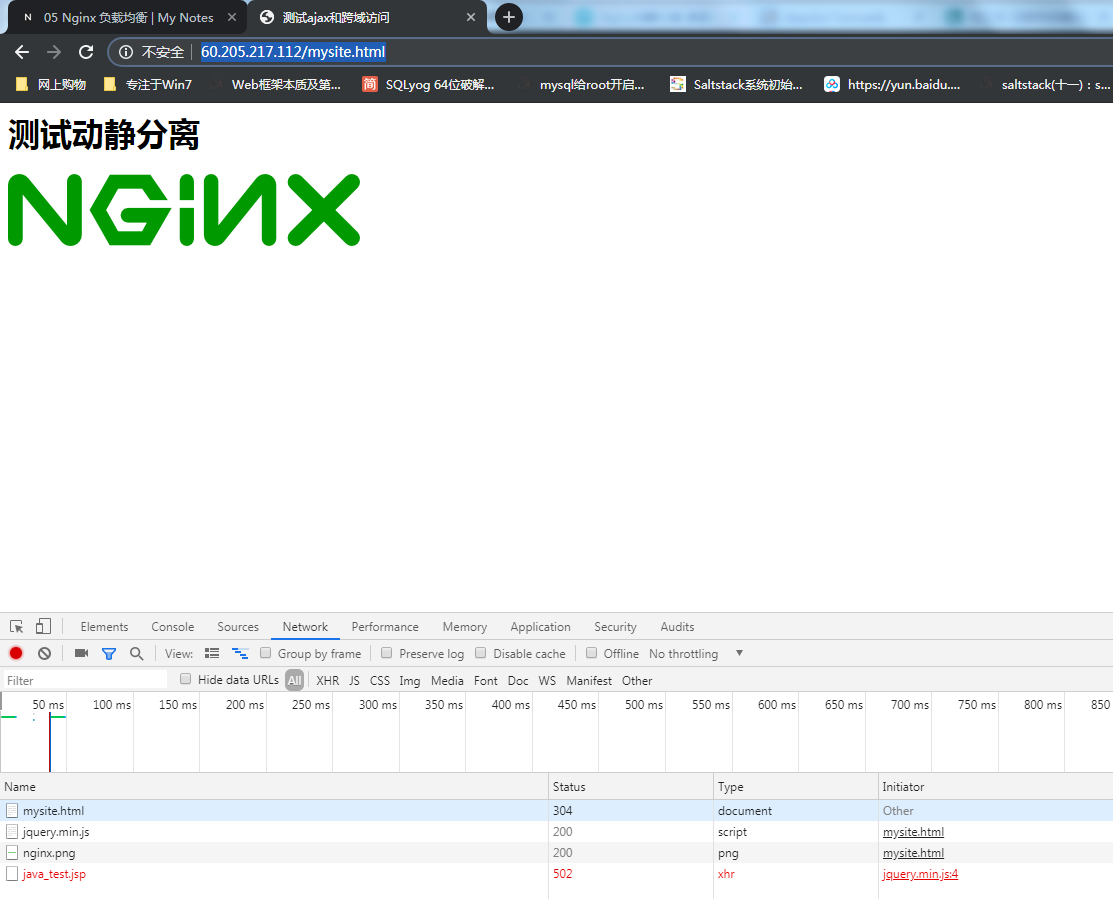 N 05 Nginx 负载均衡 | My Notes × 测试ajax和跨域访问 × +
不安全 60.205.217.112/mysite.html
网上购物 专注于Win7 Web框架本质及第... 简 SQLyog 64位破解... mysql给root开启... Saltstack系统初始... https://yun.baidu.... saltstack(十一)：s...
测试动静分离
NGiNX
Elements Console Sources Network Performance Memory Application Security Audits
View: Group by frame Preserve log Disable cache Offline No throttling
Filter Hide data URLs All XHR JS CSS Img Media Font Doc WS Manifest Other
50 ms 100 ms 150 ms 200 ms 250 ms 300 ms 350 ms 400 ms 450 ms 500 ms 550 ms 600 ms 650 ms 700 ms 750 ms 800 ms 850
Name Status Type Initiator
mysite.html 304 document Other
jquery.min.js 200 script mysite.html
nginx.png 200 png mysite.html
java_test.jsp 502 xhr jquery.min.js:4